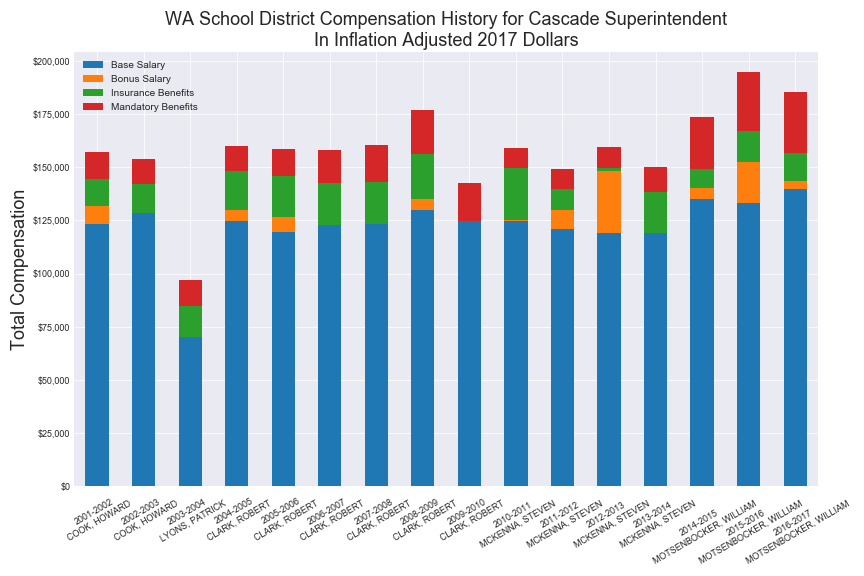 WA School District Compensation History for Cascade Superintendent
In Inflation Adjusted 2017 Dollars
Base Salary
Bonus Salary
Insurance Benefits
Mandatory Benefits
Total Compensation
$200,000
$175,000
$150,000
$125,000
$100,000
$75,000
$50,000
$25,000
$0
2001-2002
COOK, HOWARD
2002-2003
COOK, HOWARD
2003-2004
LYONS, PATRICK
2004-2005
CLARK, ROBERT
2005-2006
CLARK, ROBERT
2006-2007
CLARK, ROBERT
2007-2008
CLARK, ROBERT
2008-2009
CLARK, ROBERT
2009-2010
CLARK, ROBERT
2010-2011
MCKENNA, STEVEN
2011-2012
MCKENNA, STEVEN
2012-2013
MCKENNA, STEVEN
2013-2014
MCKENNA, STEVEN
2014-2015
MOTSENBOCKER, WILLIAM
2015-2016
MOTSENBOCKER, WILLIAM
2016-2017
MOTSENBOCKER, WILLIAM